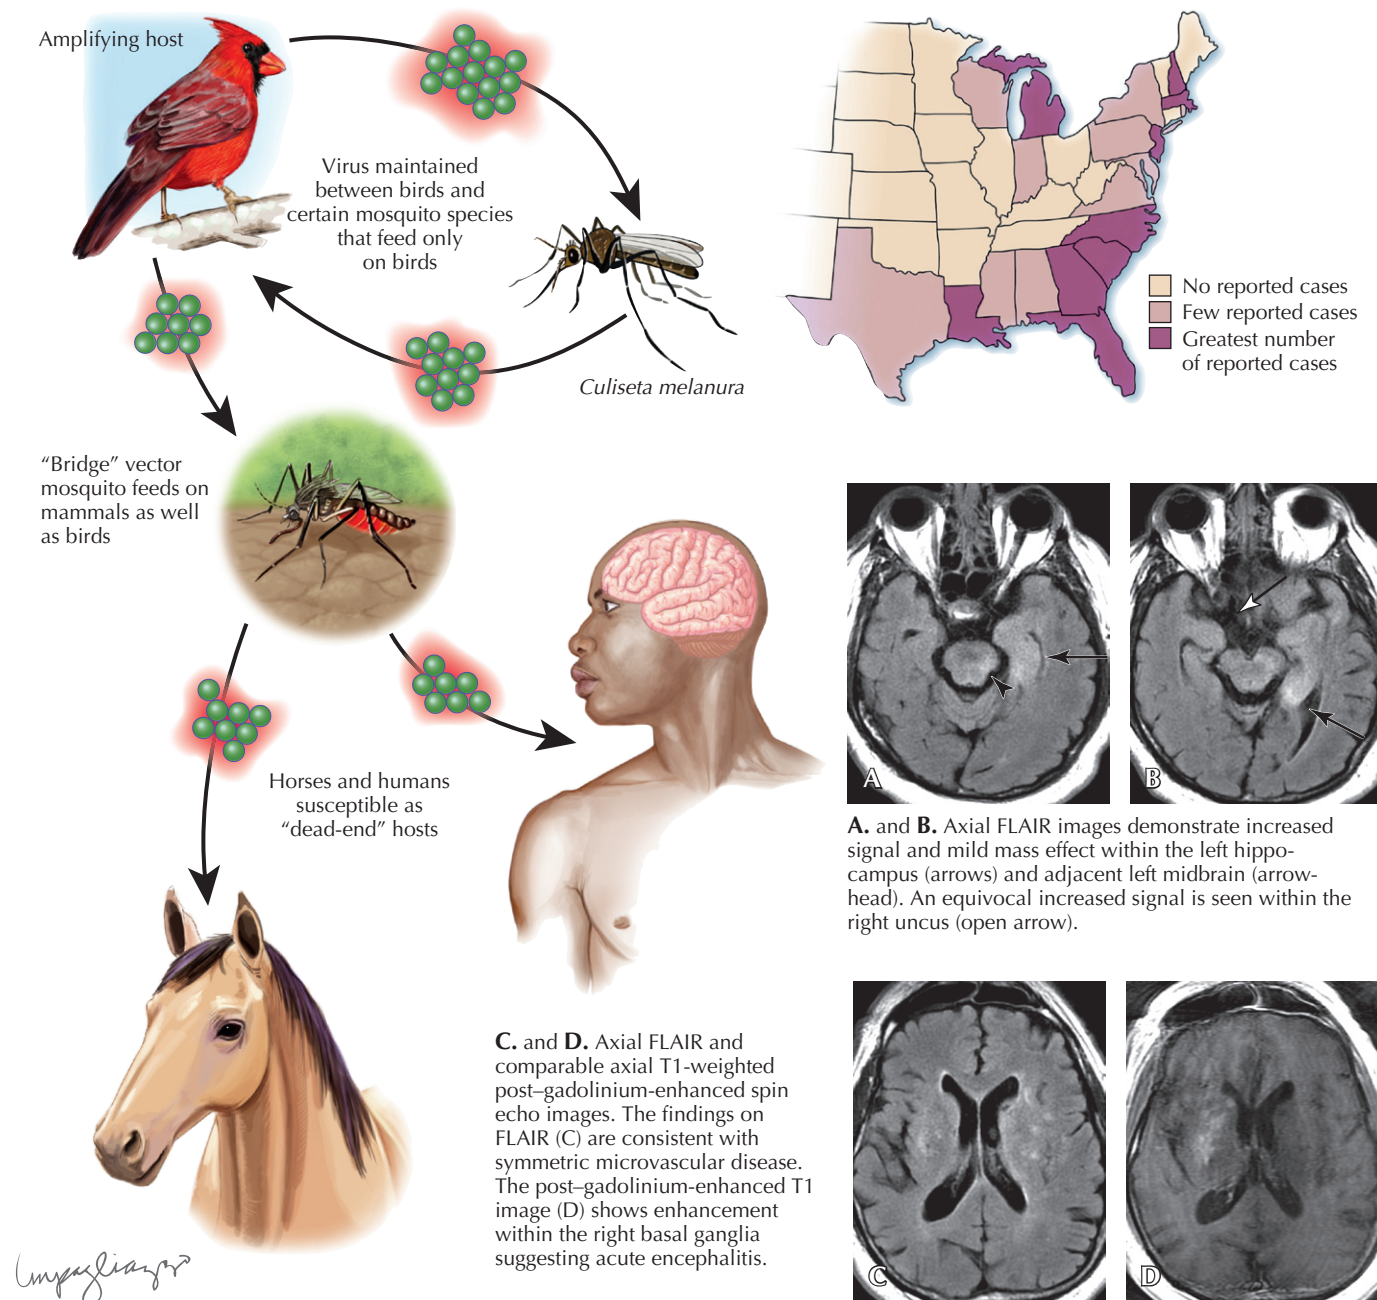 Amplifying host
Virus maintained
between birds and
certain mosquito species
that feed only
on birds
Culiseta melanura
No reported cases
Few reported cases
Greatest number
of reported cases
“Bridge” vector
mosquito feeds on
mammals as well
as birds
Horses and humans
susceptible as
“dead-end” hosts
A
B
A. and B. Axial FLAIR images demonstrate increased
signal and mild mass effect within the left hippo-
campus (arrows) and adjacent left midbrain (arrow-
head). An equivocal increased signal is seen within the
right uncus (open arrow).
C. and D. Axial FLAIR and
comparable axial T1-weighted
post–gadolinium-enhanced spin
echo images. The findings on
FLAIR (C) are consistent with
symmetric microvascular disease.
The post–gadolinium-enhanced T1
image (D) shows enhancement
within the right basal ganglia
suggesting acute encephalitis.
C
D